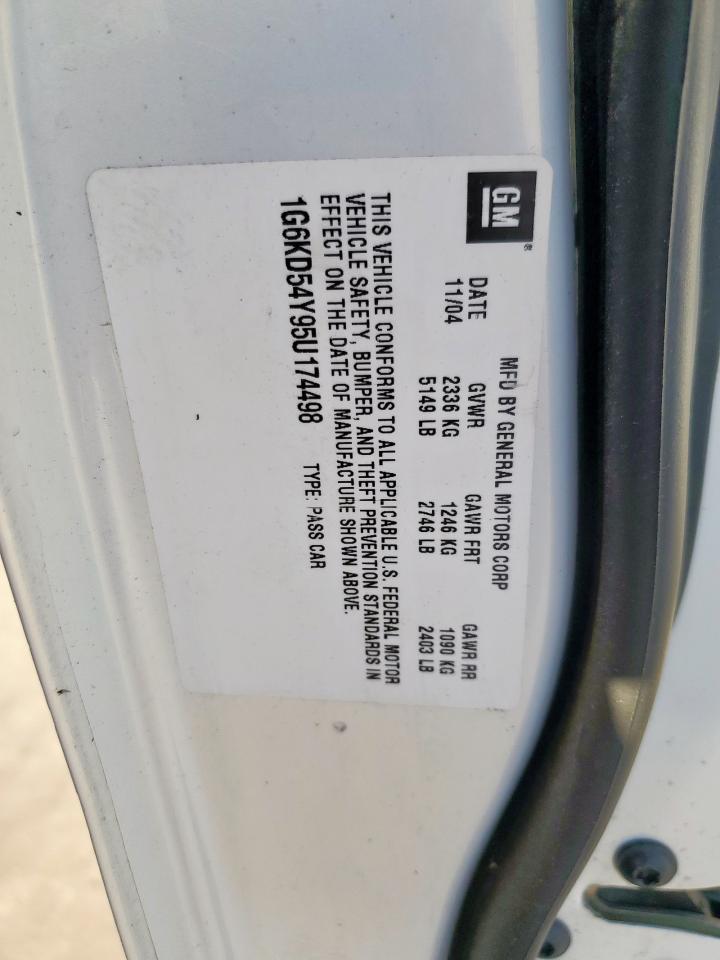 GM®
MFD BY GENERAL MOTORS CORP
DATE GVWR GAWR FRT GAWR RR
11/04 2336 KG 1246 KG 1090 KG
5149 LB 2746 LB 2403 LB
THIS VEHICLE CONFORMS TO ALL APPLICABLE U.S. FEDERAL MOTOR
VEHICLE SAFETY, BUMPER, AND THEFT PREVENTION STANDARDS IN
EFFECT ON THE DATE OF MANUFACTURE SHOWN ABOVE.
1G6KD54Y95U174498 TYPE: PASS CAR